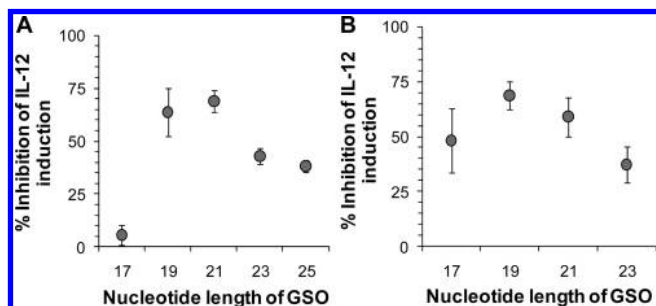 A
% Inhibition of IL-12
induction
100
75
50
25
0
17 19 21 23 25
Nucleotide length of GSO
B
% Inhibition of IL-12
induction
100
75
50
25
0
17 19 21 23
Nucleotide length of GSO